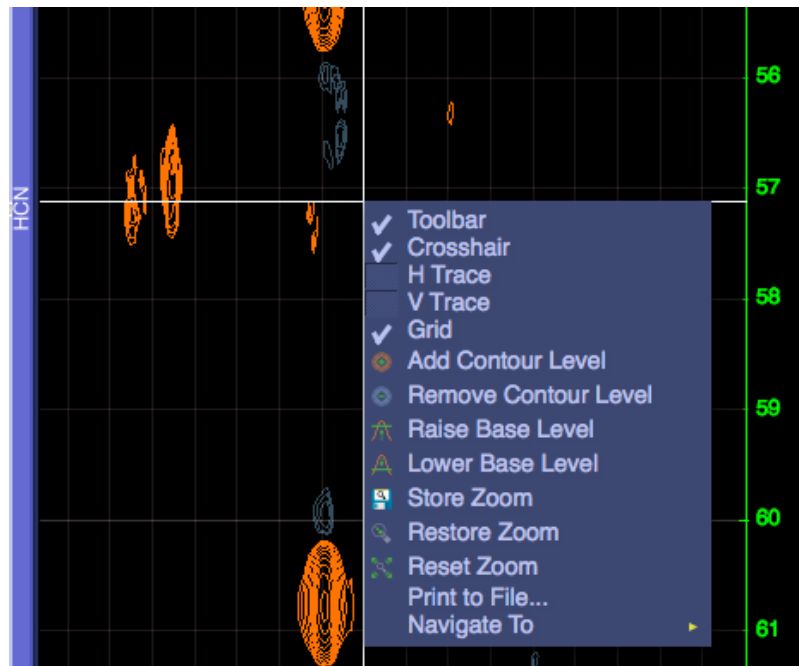 HCN
56
57
58
59
60
61
Toolbar
Crosshair
H Trace
V Trace
Grid
Add Contour Level
Remove Contour Level
Raise Base Level
Lower Base Level
Store Zoom
Restore Zoom
Reset Zoom
Print to File...
Navigate To